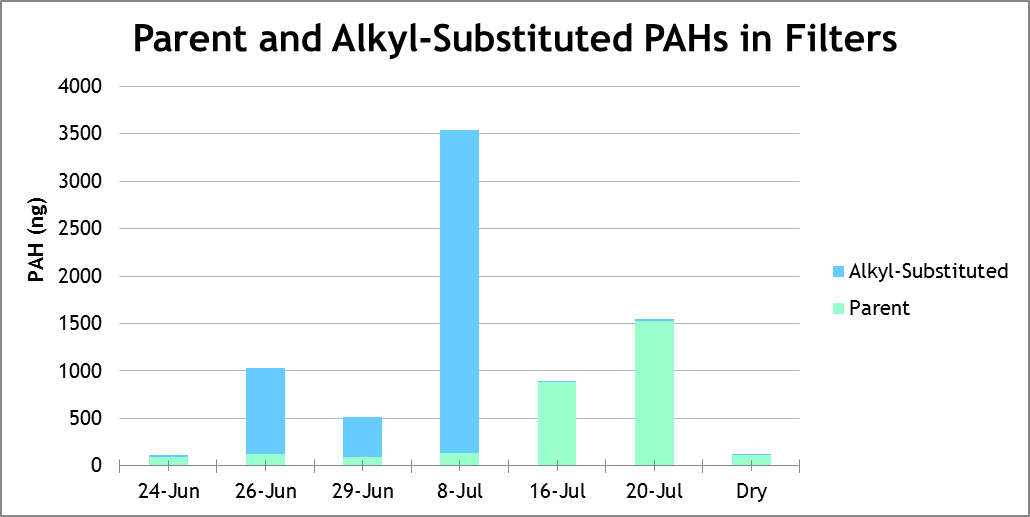 Parent and Alkyl-Substituted PAHs in Filters
4000
3500
3000
2500
2000
1500
1000
500
0
PAH (ng)
24-Jun 26-Jun 29-Jun 8-Jul 16-Jul 20-Jul Dry
Alkyl-Substituted
Parent